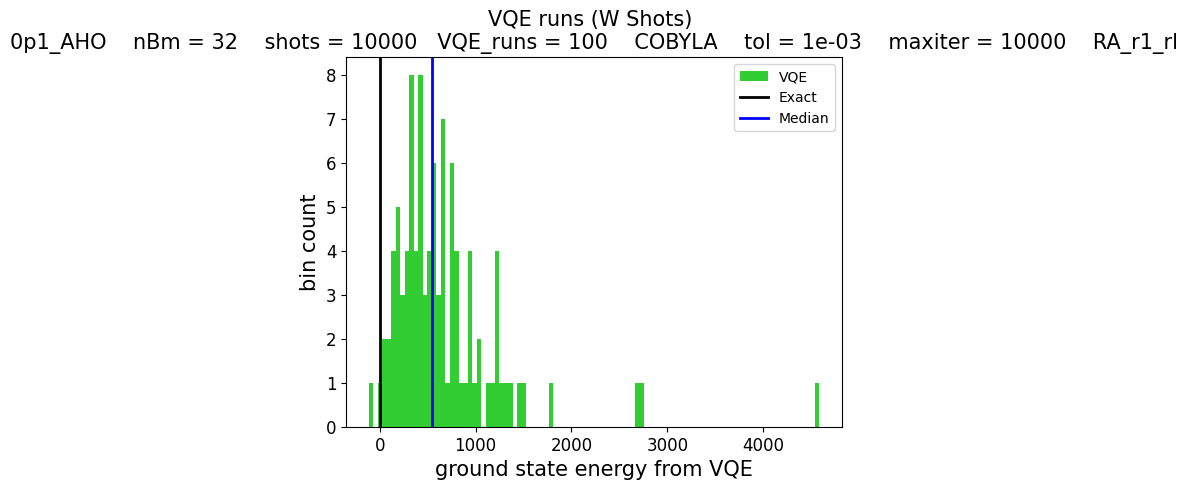 VQE runs (W Shots)
0p1_AHO    nBm = 32    shots = 10000   VQE_runs = 100    COBYLA    tol = 1e-03    maxiter = 10000    RA_r1_rl
VQE
Exact
Median
8
7
6
5
4
3
2
1
0
bin count
0 1000 2000 3000 4000
ground state energy from VQE